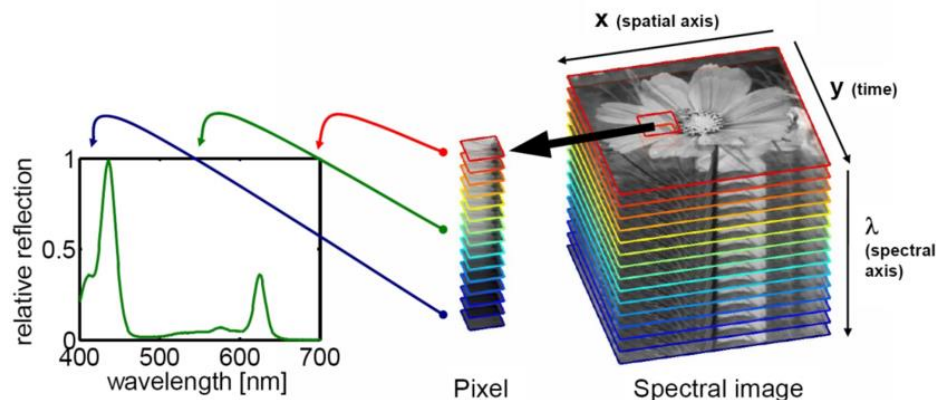 x (spatial axis)
y (time)
λ
(spectral
axis)
relative reflection
1
0.5
0
400 500 600 700
wavelength [nm]
Pixel
Spectral image